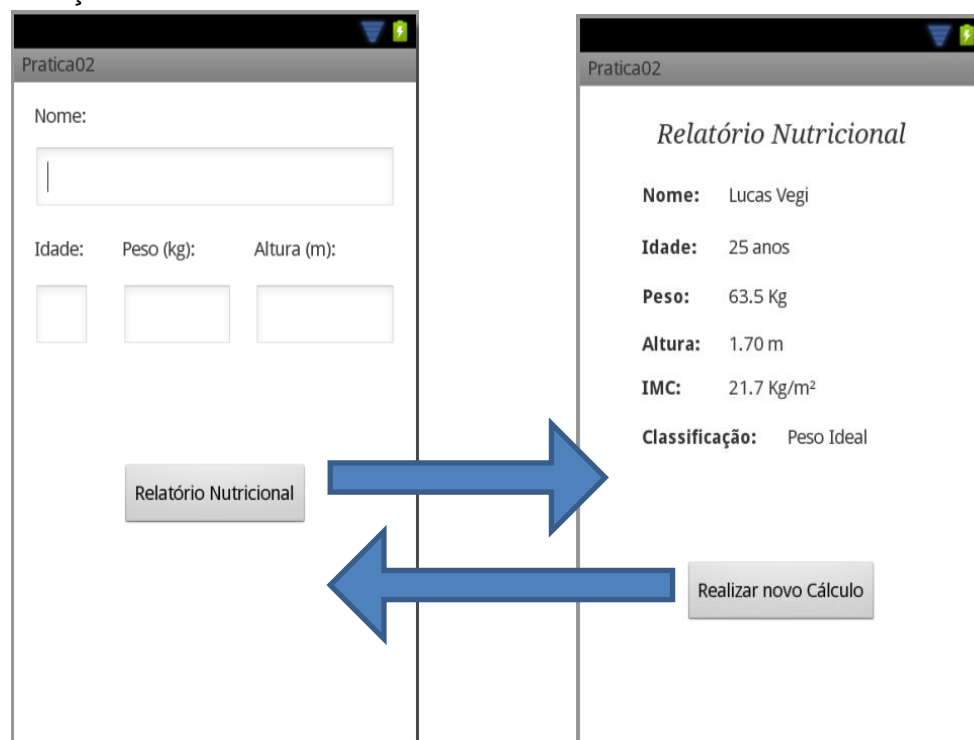 Pratica02
Nome:
Idade: Peso (kg): Altura (m):
Relatório Nutricional
Pratica02
Relatório Nutricional
Nome: Lucas Vegi
Idade: 25 anos
Peso: 63.5 Kg
Altura: 1.70 m
IMC: 21.7 Kg/m²
Classificação: Peso Ideal
Realizar novo Cálculo